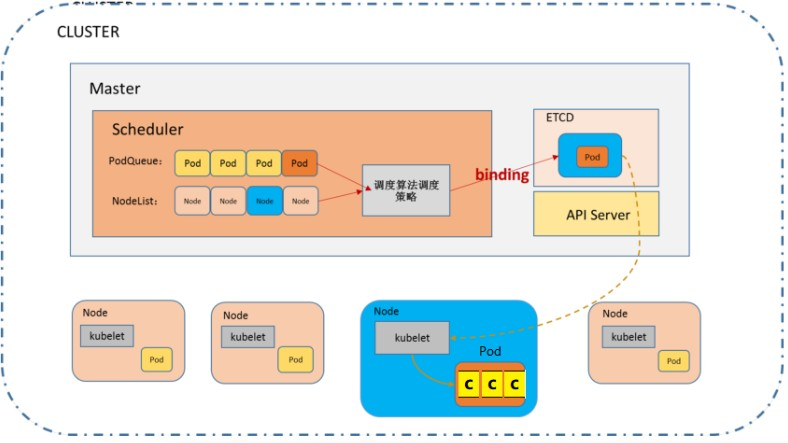 CLUSTER
Master
Scheduler
PodQueue:
Pod
Pod
Pod
Pod
NodeList:
Node
Node
Node
Node
调度算法调度
策略
binding
ETCD
Pod
API Server
Node
kubelet
Pod
Node
kubelet
Pod
Node
kubelet
Pod
C
C
C
Node
kubelet
Pod